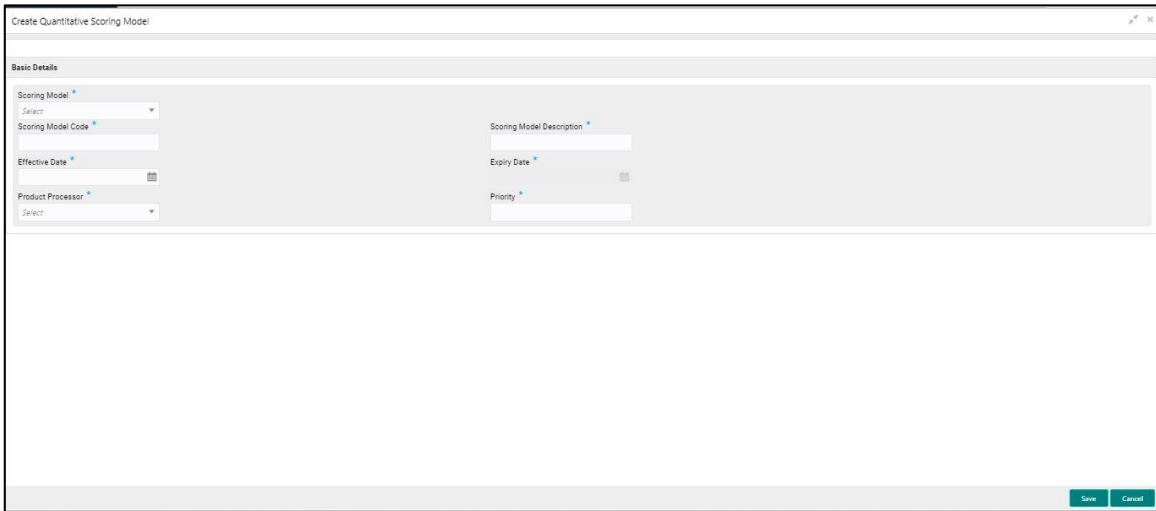 Create Quantitative Scoring Model
Basic Details
Scoring Model *
Select
Scoring Model Code * Scoring Model Description *
Effective Date * Expiry Date *
Product Processor * Priority *
Select
Save Cancel